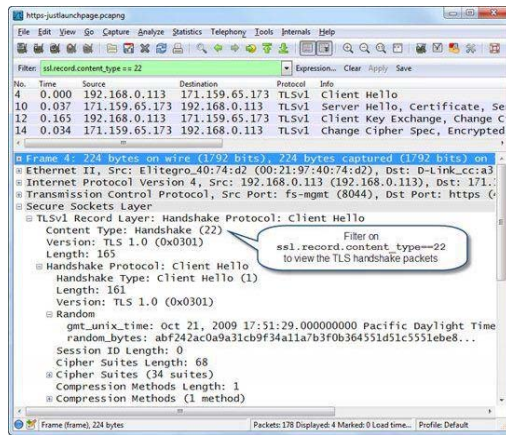 https-justlaunchpage.pcapng
File Edit View Go Capture Analyze Statistics Telephony Tools Internals Help
Filter: ssl.record.content_type == 22 Expression... Clear Apply Save
No. Time Source Destination Protocol Info
4 0.000 192.168.0.113 171.159.65.173 TLSv1 Client Hello
10 0.037 171.159.65.173 192.168.0.113 TLSv1 Server Hello, Certificate, Se
12 0.165 192.168.0.113 171.159.65.173 TLSv1 Client Key Exchange, Change C
14 0.034 171.159.65.173 192.168.0.113 TLSv1 Change Cipher Spec, Encrypted
Frame 4: 224 bytes on wire (1792 bits), 224 bytes captured (1792 bits) on
Ethernet II, Src: Elitegro_40:74:d2 (00:21:97:40:74:d2), Dst: D-Link_cc:a3
Internet Protocol Version 4, Src: 192.168.0.113 (192.168.0.113), Dst: 171.
Transmission Control Protocol, Src Port: fs-mgmt (8044), Dst Port: https (
Secure Sockets Layer
TLSv1 Record Layer: Handshake Protocol: Client Hello
Content Type: Handshake (22)
Version: TLS 1.0 (0x0301)
Length: 165
Handshake Protocol: Client Hello
Handshake Type: Client Hello (1)
Length: 161
Version: TLS 1.0 (0x0301)
Random
gmt_unix_time: Oct 21, 2009 17:51:29.000000000 Pacific Daylight Time
random_bytes: abf242ac0a9a31cb9f34a11a7b3f0b364551d51c5551ebe8...
Session ID Length: 0
Cipher Suites Length: 68
Cipher Suites (34 suites)
Compression Methods Length: 1
Compression Methods (1 method)
Filter on
ssl.record.content_type==22
to view the TLS handshake packets
Frame (frame), 224 bytes
Packets: 178 Displayed: 4 Marked: 0 Load time...
Profile: Default